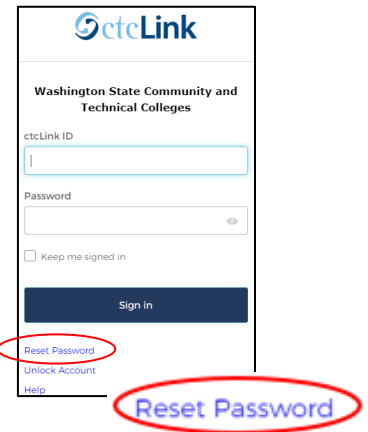 ctcLink
Washington State Community and
Technical Colleges
ctcLink ID
Password
Keep me signed in
Sign in
Reset Password
Unlock Account
Help
Reset Password